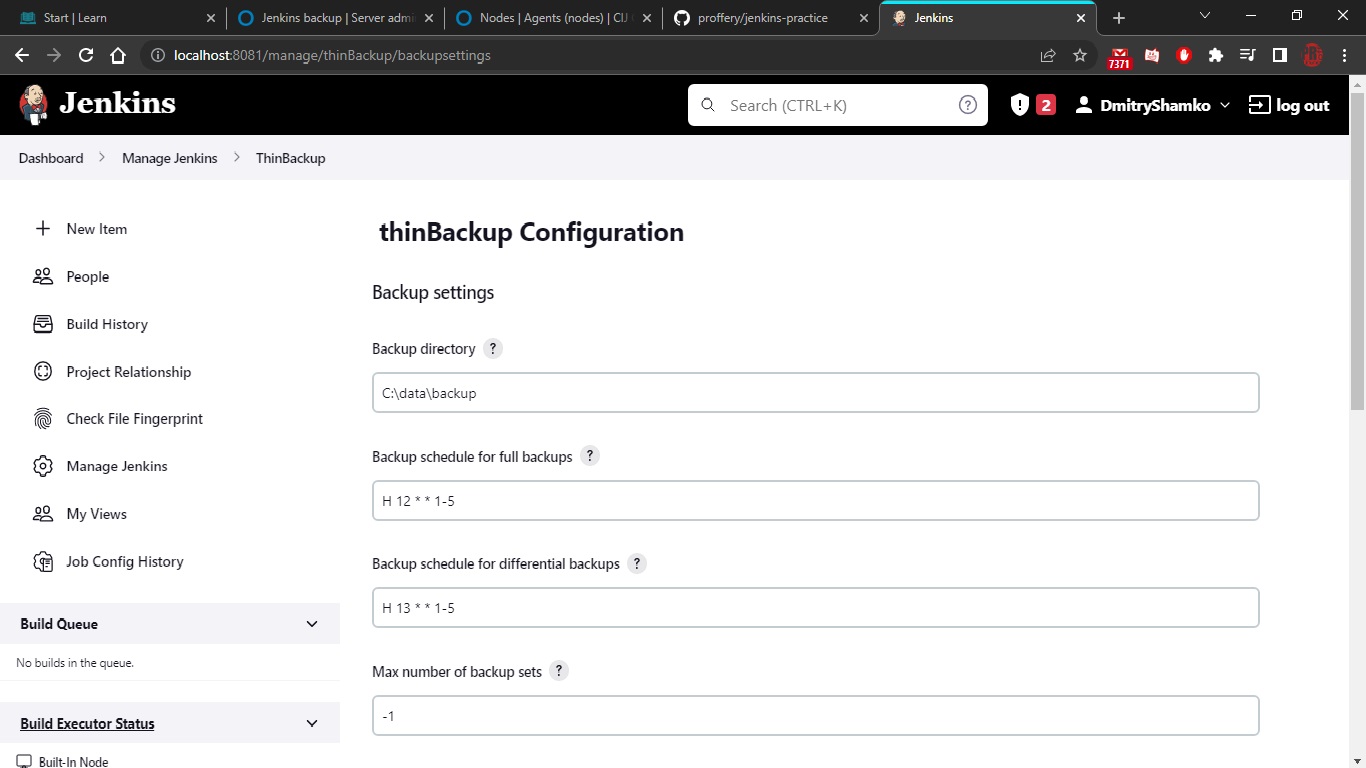 Start | Learn
Jenkins backup | Server admi
Nodes | Agents (nodes) | CIJ
proffery/jenkins-practice
Jenkins
localhost:8081/manage/thinBackup/backupsettings
7371
Jenkins
Search (CTRL+K)
?
2
DmitryShamko
log out
Dashboard
Manage Jenkins
ThinBackup
New Item
People
Build History
Project Relationship
Check File Fingerprint
Manage Jenkins
My Views
Job Config History
Build Queue
No builds in the queue.
Build Executor Status
Built-In Node
thinBackup Configuration
Backup settings
Backup directory ?
C:\data\backup
Backup schedule for full backups ?
H 12 * * 1-5
Backup schedule for differential backups ?
H 13 * * 1-5
Max number of backup sets ?
-1